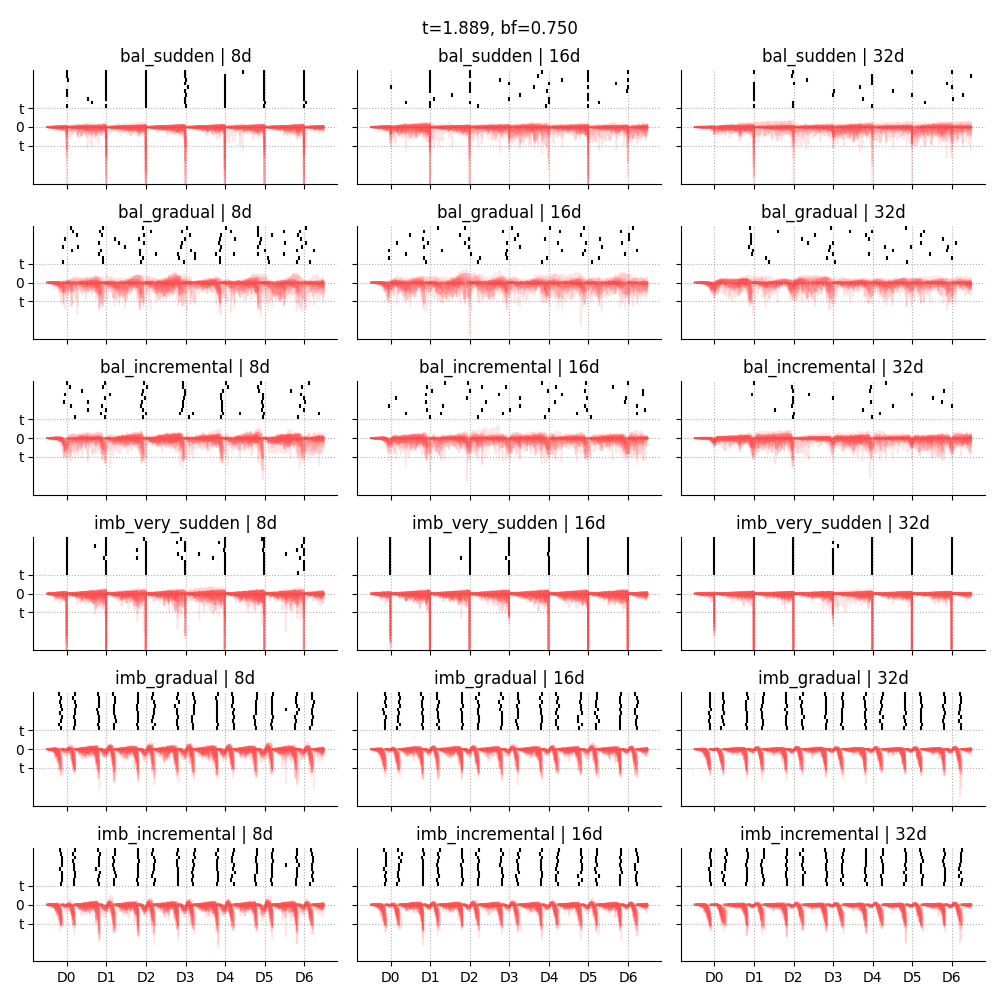 t=1.889, bf=0.750
bal_sudden | 8d
bal_sudden | 16d
bal_sudden | 32d
t
0
t
bal_gradual | 8d
bal_gradual | 16d
bal_gradual | 32d
t
0
t
bal_incremental | 8d
bal_incremental | 16d
bal_incremental | 32d
t
0
t
imb_very_sudden | 8d
imb_very_sudden | 16d
imb_very_sudden | 32d
t
0
t
imb_gradual | 8d
imb_gradual | 16d
imb_gradual | 32d
t
0
t
imb_incremental | 8d
imb_incremental | 16d
imb_incremental | 32d
t
0
t
D0 D1 D2 D3 D4 D5 D6
D0 D1 D2 D3 D4 D5 D6
D0 D1 D2 D3 D4 D5 D6